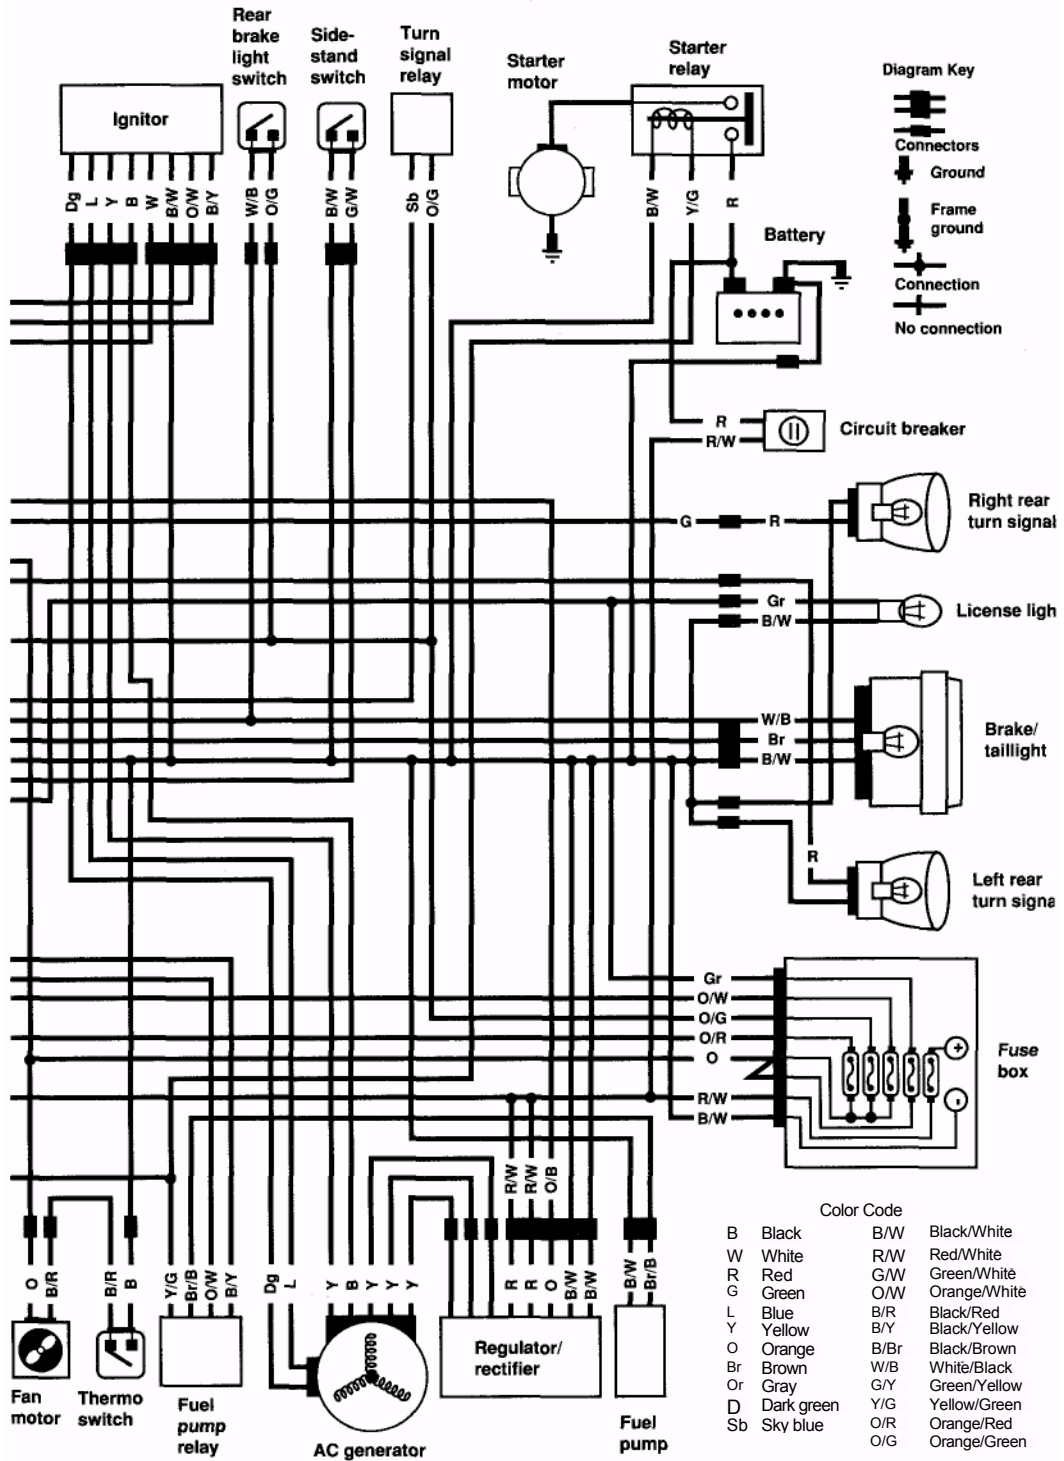 Rear
brake
light
switch
Side-
stand
switch
Turn
signal
relay
Starter
motor
Starter
relay
Diagram Key
Connectors
Ground
Frame
ground
Connection
No connection
Ignitor
Dg
L
Y
B
W
B/W
O/W
B/Y
W/B
O/G
B/W
G/W
Sb
O/G
B/W
Y/G
R
Battery
R
R/W
Circuit breaker
G
R
Right rear
turn signal
Gr
B/W
License ligh
W/B
Br
B/W
Brake/
taillight
R
Left rear
turn signa
Gr
O/W
O/G
O/R
O
R/W
B/W
+
-
Fuse
box
R/W
R/W
O/B
O
B/R
B/R
B
Y/G
Br/B
O/W
B/Y
Dg
L
Y
B
Y
Y
Y
R
R
O
B/W
B/W
B/W
Br/B
Fan
motor
Thermo
switch
Fuel
pump
relay
AC generator
Regulator/
rectifier
Fuel
pump
Color Code
B Black B/W Black/White
W White R/W Red/White
R Red G/W Green/White
G Green O/W Orange/White
L Blue B/R Black/Red
Y Yellow B/Y Black/Yellow
O Orange B/Br Black/Brown
Br Brown W/B White/Black
Or Gray G/Y Green/Yellow
D Dark green Y/G Yellow/Green
Sb Sky blue O/R Orange/Red
O/G Orange/Green